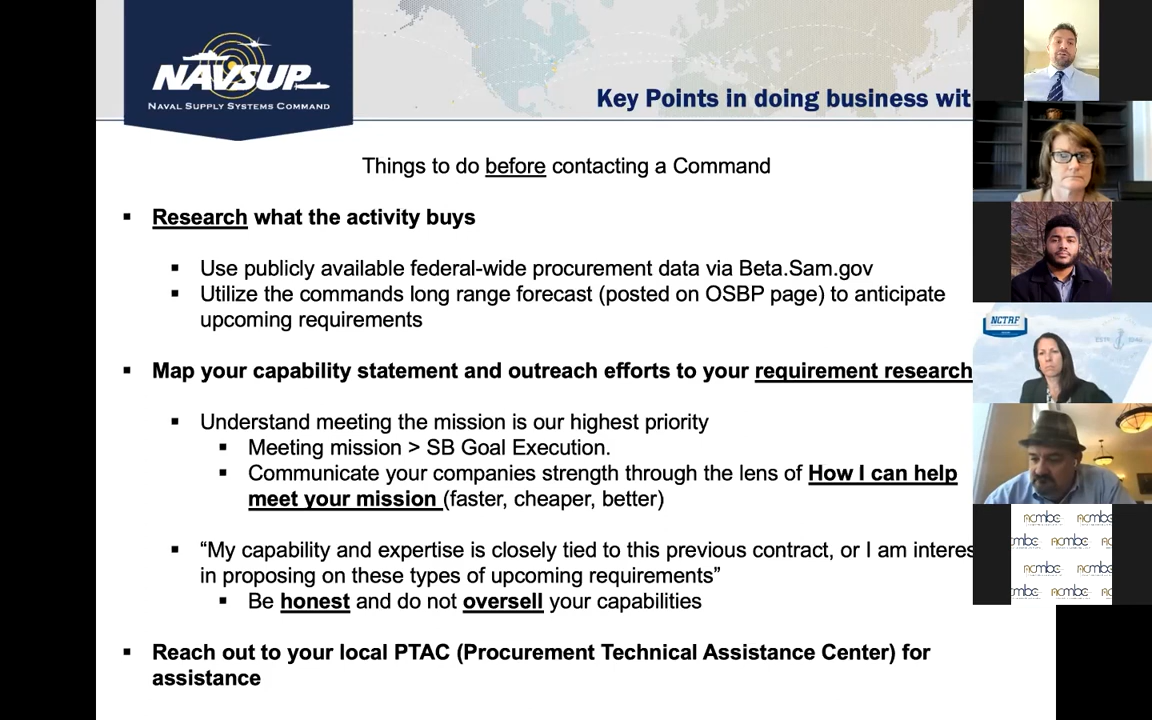 NAVSUP
NAVAL SUPPLY SYSTEMS COMMAND
Key Points in doing business wit
Things to do before contacting a Command
▪ Research what the activity buys
▪ Use publicly available federal-wide procurement data via Beta.Sam.gov
▪ Utilize the commands long range forecast (posted on OSBP page) to anticipate
upcoming requirements
▪ Map your capability statement and outreach efforts to your requirement research
▪ Understand meeting the mission is our highest priority
▪ Meeting mission > SB Goal Execution.
▪ Communicate your companies strength through the lens of How I can help
meet your mission (faster, cheaper, better)
▪ “My capability and expertise is closely tied to this previous contract, or I am interes
in proposing on these types of upcoming requirements”
▪ Be honest and do not oversell your capabilities
▪ Reach out to your local PTAC (Procurement Technical Assistance Center) for
assistance
NCTRF
acmbc acmbc
acmbc
acmbc acmbc
acmbc